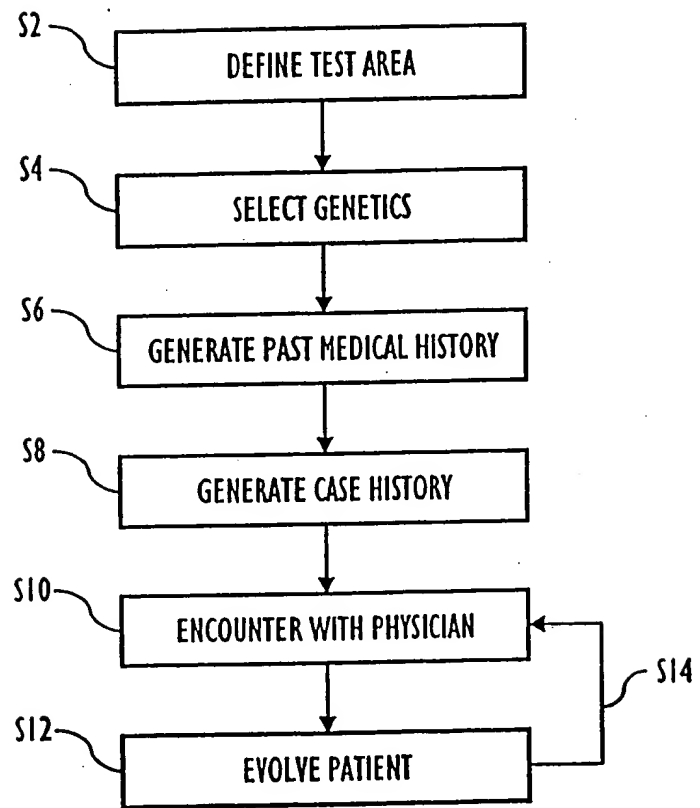 S2
DEFINE TEST AREA
S4
SELECT GENETICS
S6
GENERATE PAST MEDICAL HISTORY
S8
GENERATE CASE HISTORY
S10
ENCOUNTER WITH PHYSICIAN
S14
S12
EVOLVE PATIENT